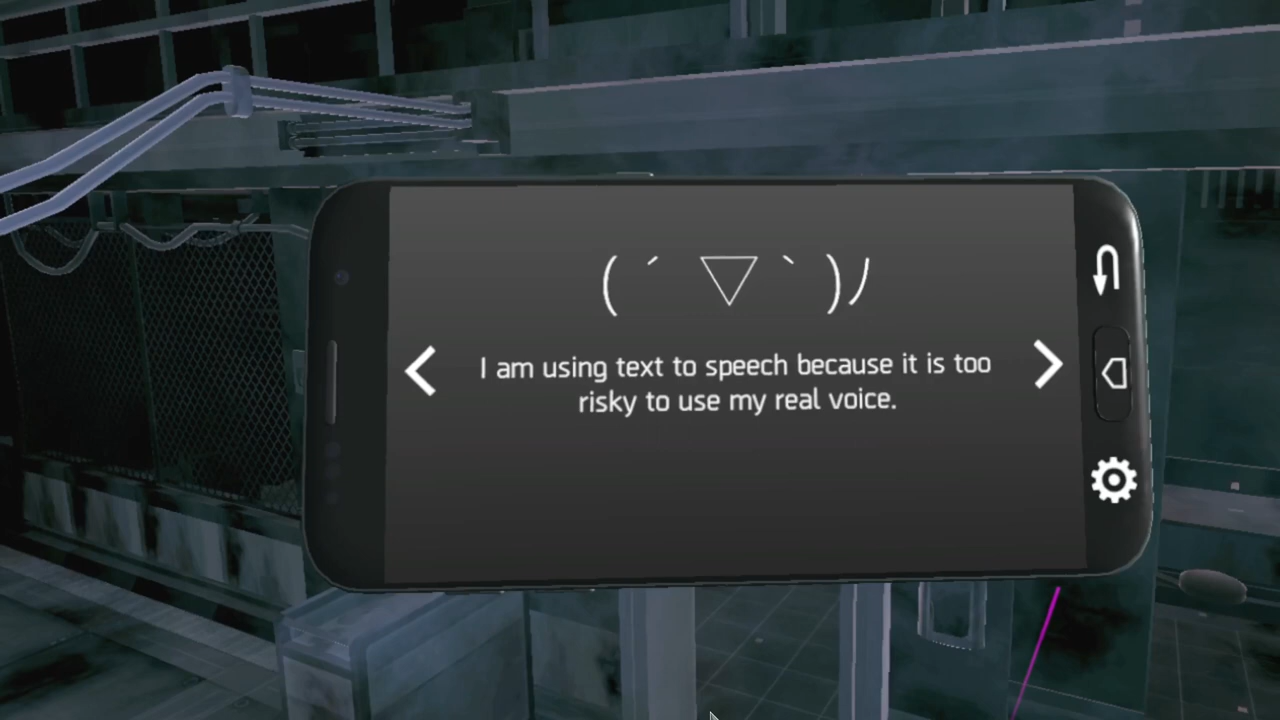 ( ´ ▽ ` )ﾉ
I am using text to speech because it is too
risky to use my real voice.